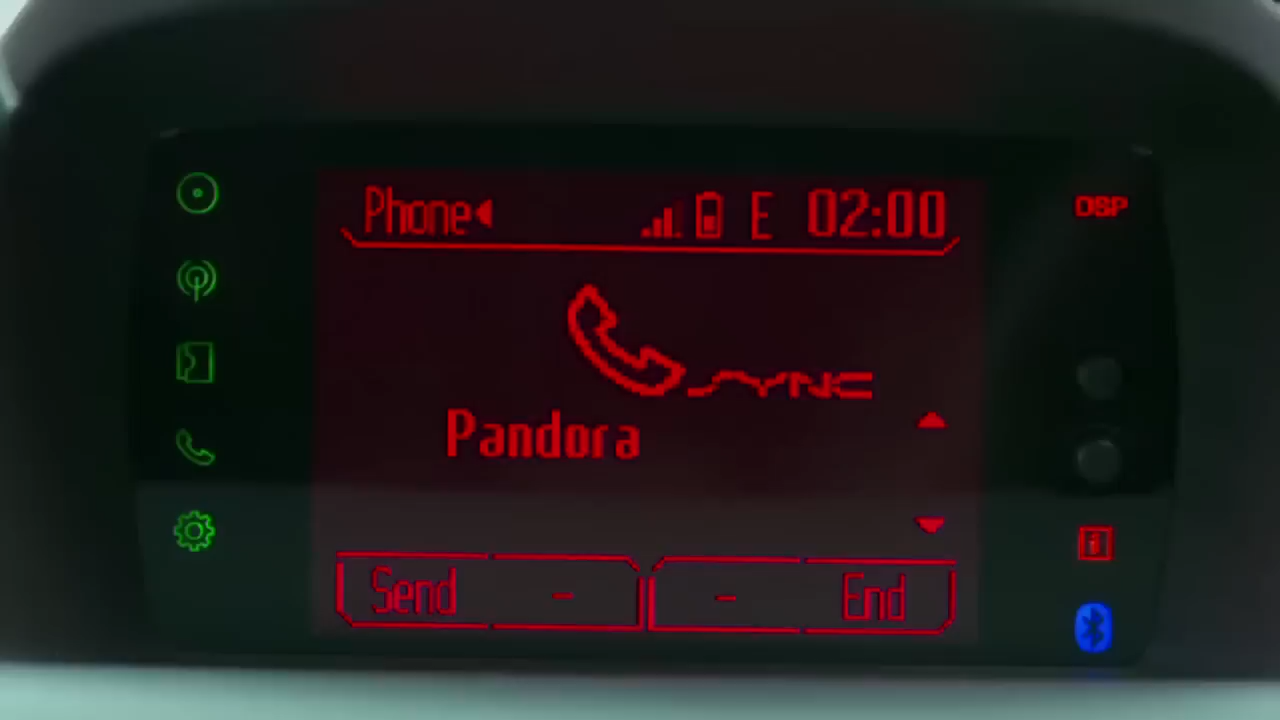 Phone E 02:00
DSP
SYNC
Pandora
Send - - End